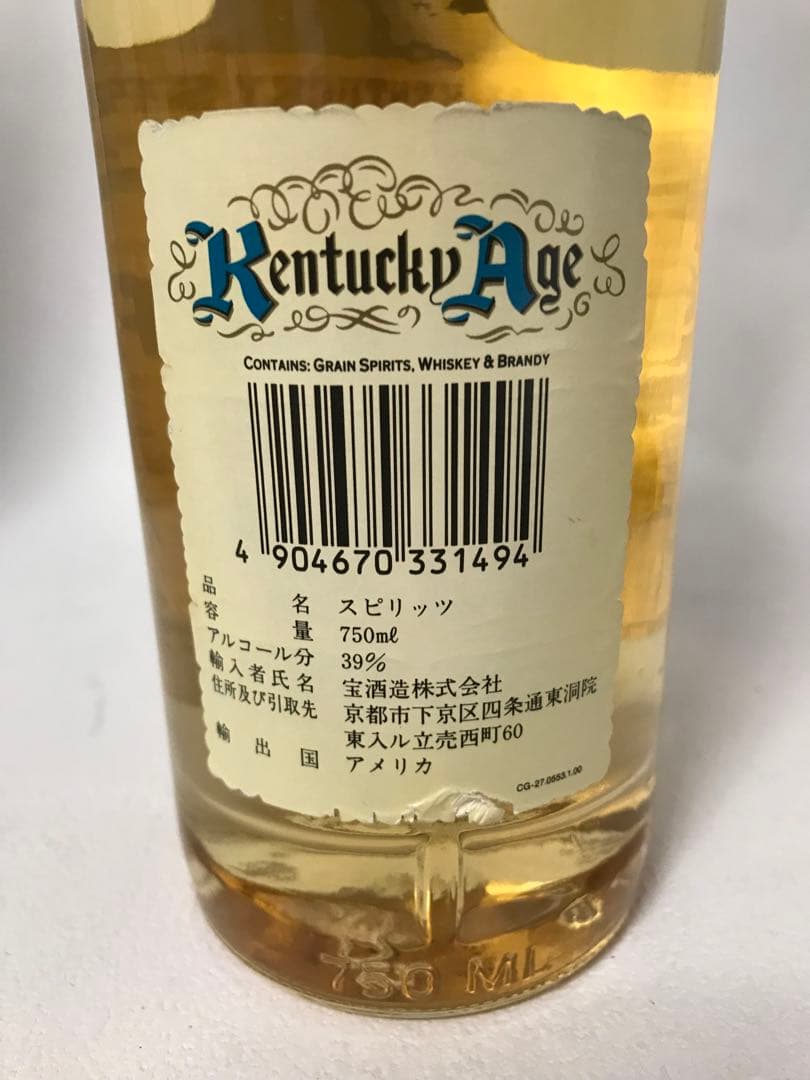 Kentucky Age
CONTAINS: GRAIN SPIRITS, WHISKEY & BRANDY
4 904670 331494
品名 スピリッツ
容量 750mℓ
アルコール分 39%
輸入者氏名 宝酒造株式会社
住所及び引取先 京都市下京区四条通東洞院
東入ル立売西町60
輸出国 アメリカ
CG-27.0553.1.00
750 ML